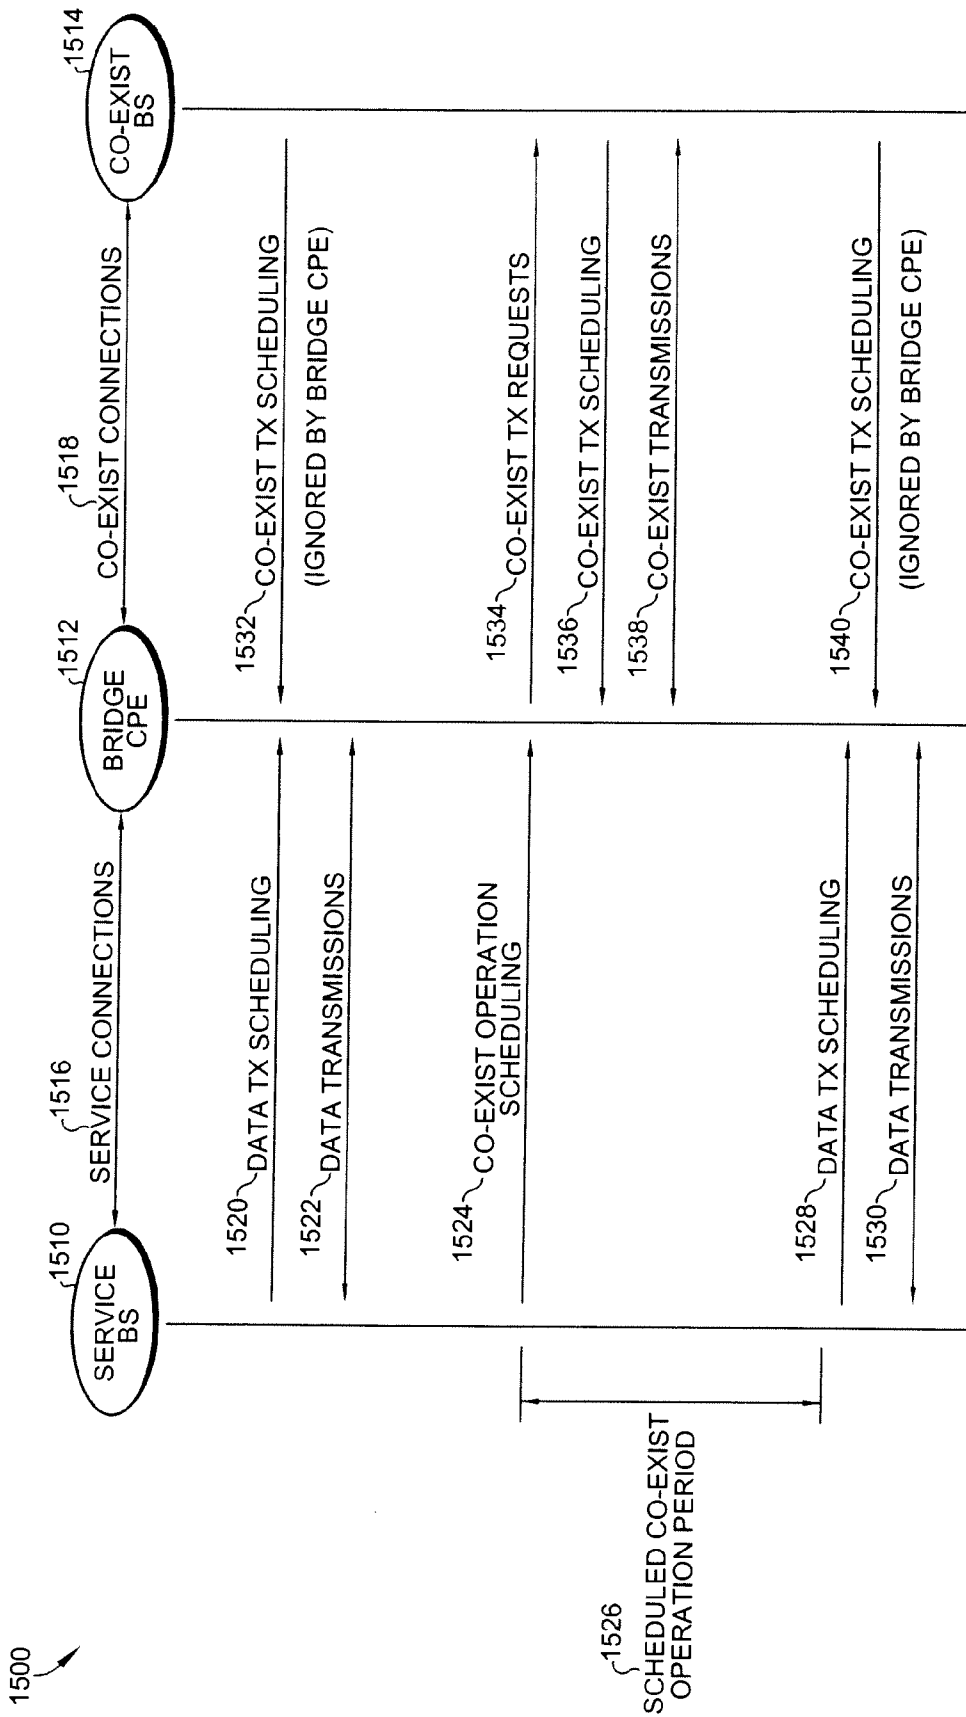 1500
1510
SERVICE
BS
1516
SERVICE CONNECTIONS
1512
BRIDGE
CPE
1518
CO-EXIST CONNECTIONS
1514
CO-EXIST
BS
1520 DATA TX SCHEDULING
1522 DATA TRANSMISSIONS
1532 CO-EXIST TX SCHEDULING
(IGNORED BY BRIDGE CPE)
1524 CO-EXIST OPERATION
SCHEDULING
1534 CO-EXIST TX REQUESTS
1536 CO-EXIST TX SCHEDULING
1538 CO-EXIST TRANSMISSIONS
1526
SCHEDULED CO-EXIST
OPERATION PERIOD
1528 DATA TX SCHEDULING
1530 DATA TRANSMISSIONS
1540 CO-EXIST TX SCHEDULING
(IGNORED BY BRIDGE CPE)